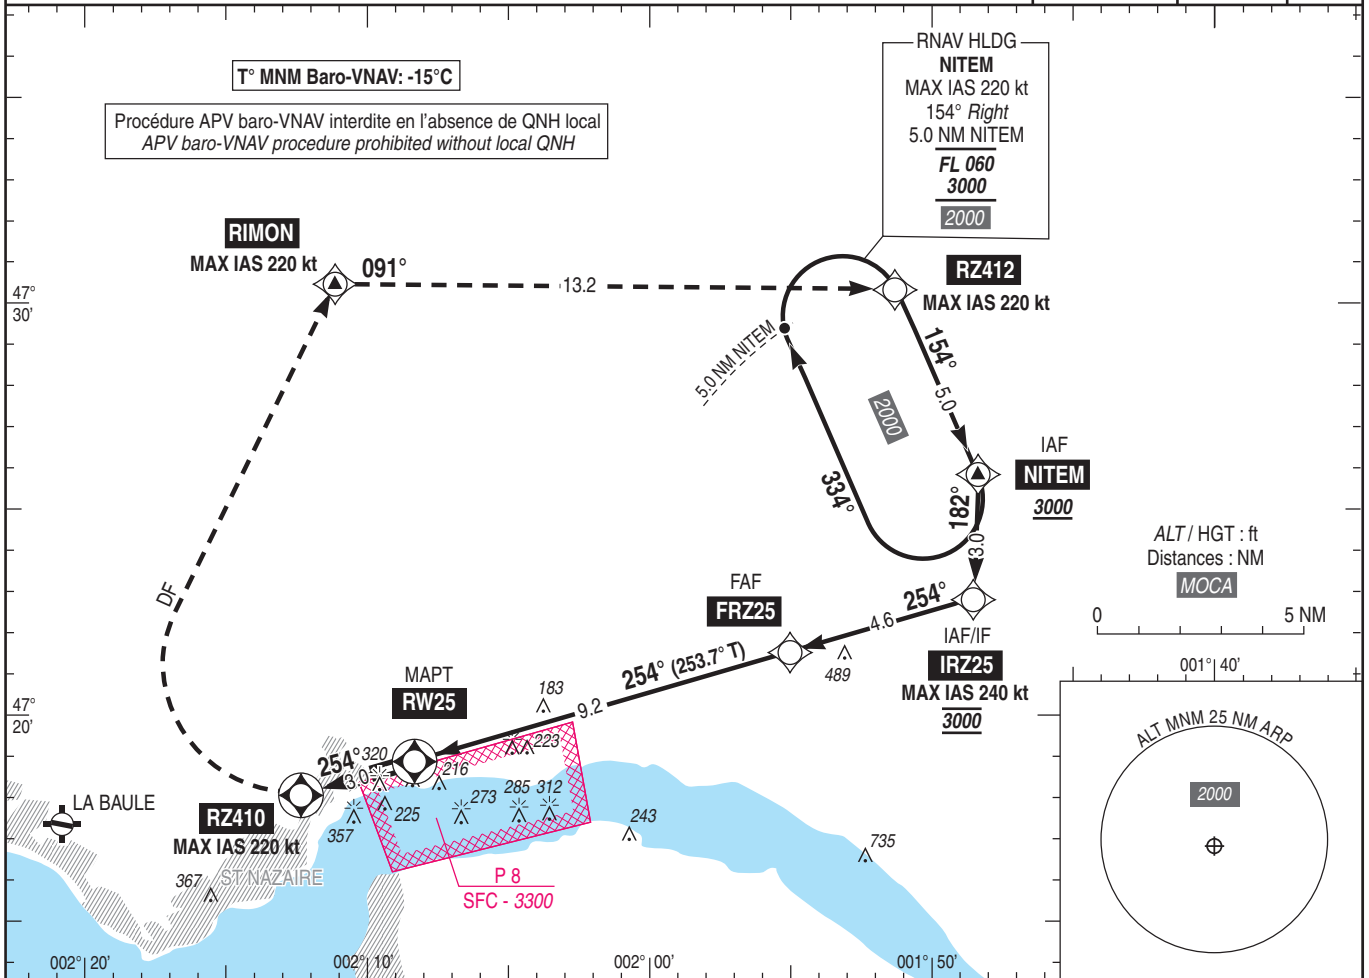 T° MNM Baro-VNAV: -15°C
Procédure APV baro-VNAV interdite en l'absence de QNH local
APV baro-VNAV procedure prohibited without local QNH
RNAV HLDG
NITEM
MAX IAS 220 kt
154° Right
5.0 NM NITEM
FL 060
3000
2000
RIMON
MAX IAS 220 kt
091°
13.2
RZ412
MAX IAS 220 kt
47°
30'
5.0 NM NITEM
154°
5.0
2000
334°
IAF
NITEM
3000
182°
3.0
ALT / HGT : ft
Distances : NM
MOCA
0 5 NM
DF
FAF
FRZ25
254°
4.6
IAF/IF
IRZ25
MAX IAS 240 kt
3000
489
254° (253.7° T)
9.2
MAPT
RW25
183
223
47°
20'
254°
3.0
320
216
225
273
285
312
357
243
735
RZ410
MAX IAS 220 kt
LA BAULE
367
ST NAZAIRE
P 8
SFC - 3300
001° 40'
ALT MNM 25 NM ARP
2000
002° 20'
002° 10'
002° 00'
001° 50'